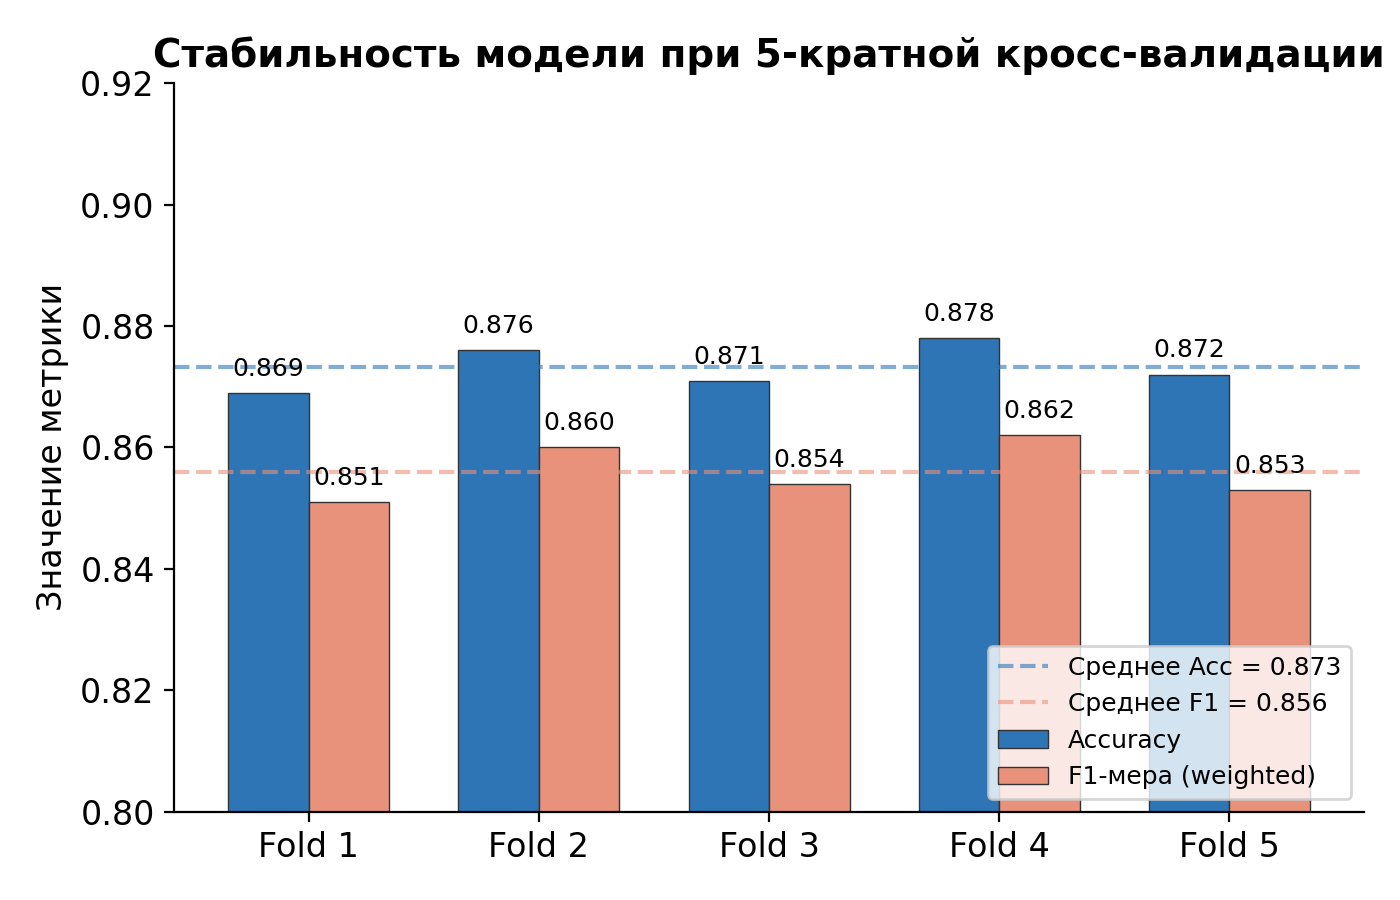 Стабильность модели при 5-кратной кросс-валидации
Значение метрики
0.92
0.90
0.88
0.86
0.84
0.82
0.80
0.869
0.851
0.876
0.860
0.871
0.854
0.878
0.862
0.872
0.853
Среднее Acc = 0.873
Среднее F1 = 0.856
Accuracy
F1-мера (weighted)
Fold 1
Fold 2
Fold 3
Fold 4
Fold 5